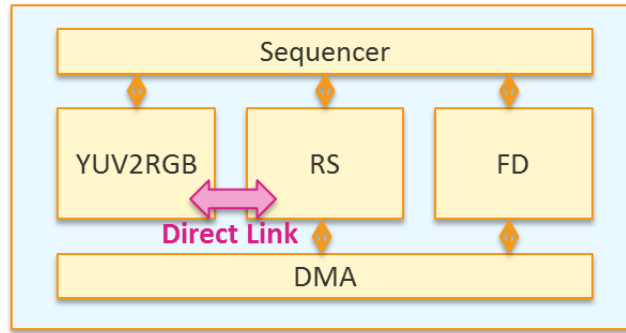 Sequencer
YUV2RGB
RS
FD
Direct Link
DMA